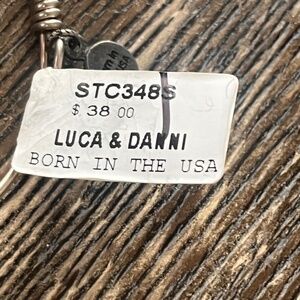 STC348S
$ 38 00
LUCA & DANNI
BORN IN THE USA